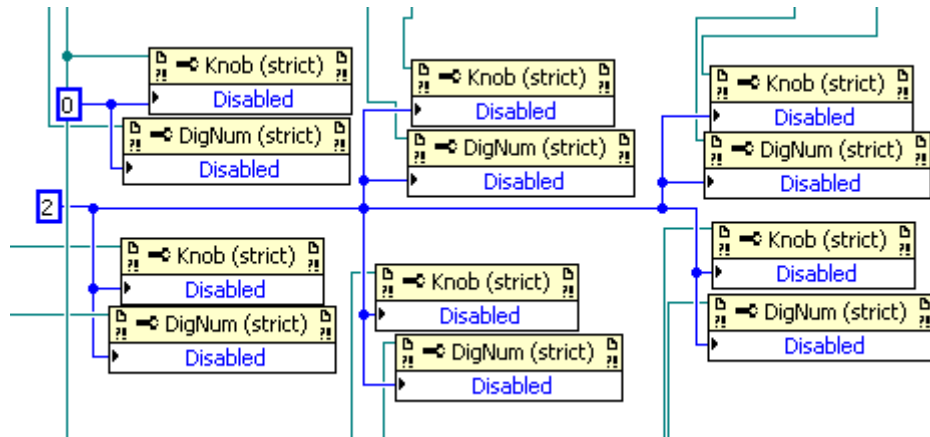 Knob (strict)
0
Disabled
DigNum (strict)
Disabled
Knob (strict)
Disabled
DigNum (strict)
Disabled
Knob (strict)
Disabled
DigNum (strict)
Disabled
2
Knob (strict)
Disabled
DigNum (strict)
Disabled
Knob (strict)
Disabled
DigNum (strict)
Disabled
Knob (strict)
Disabled
DigNum (strict)
Disabled